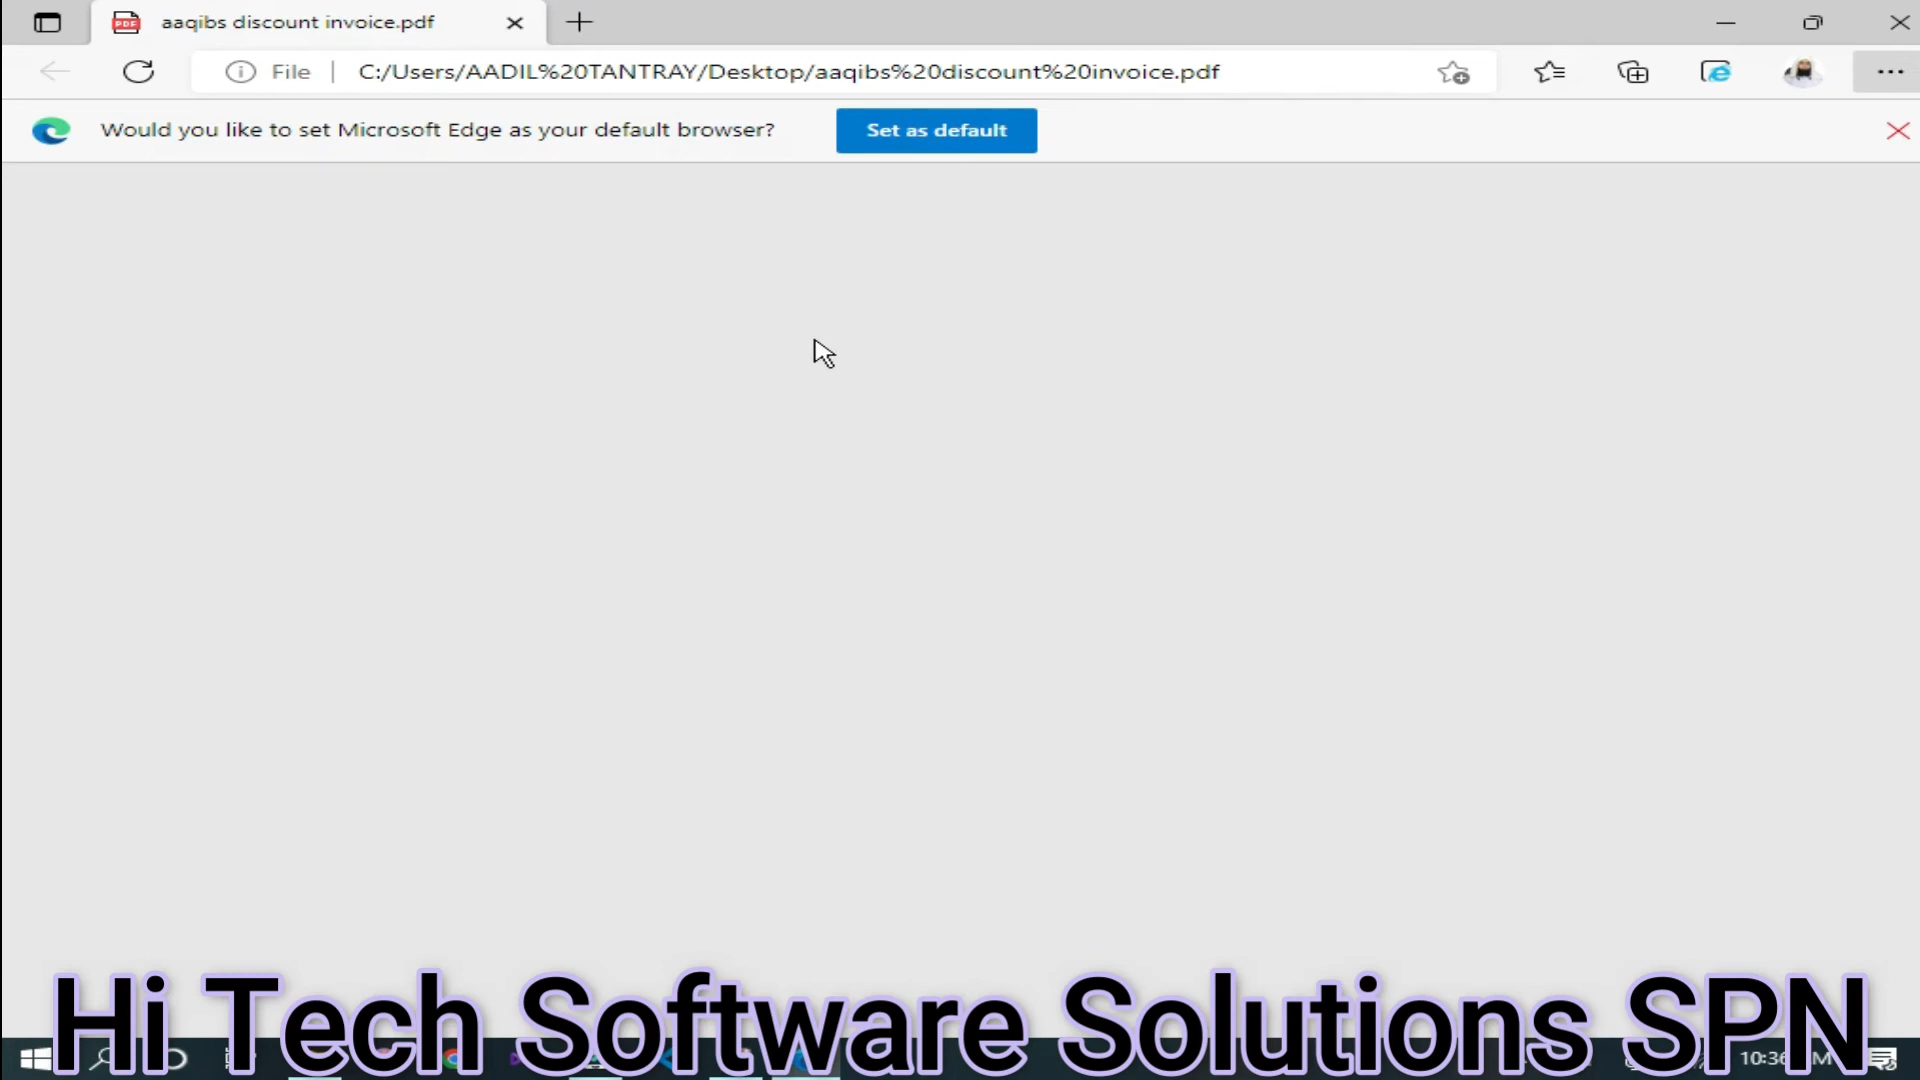 aaqibs discount invoice.pdf
File
C:/Users/AADIL%20TANTRAY/Desktop/aaqibs%20discount%20invoice.pdf
Would you like to set Microsoft Edge as your default browser?
Set as default
Hi Tech Software Solutions SPN